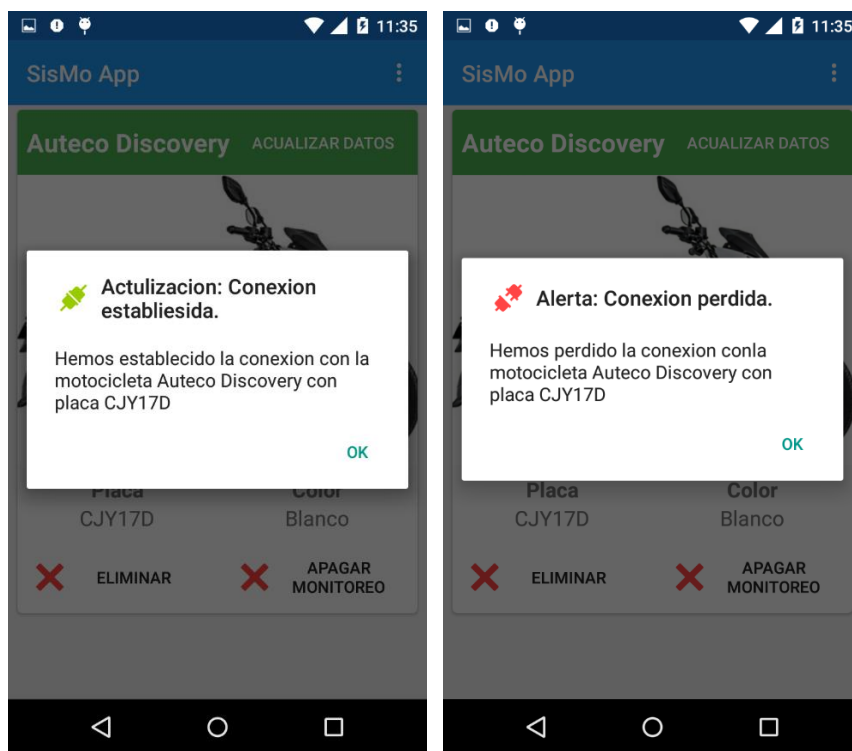 11:35
SisMo App
Auteco Discovery ACUALIZAR DATOS
Actulizacion: Conexion
establiesida.
Hemos establecido la conexion con la
motocicleta Auteco Discovery con
placa CJY17D
OK
Placa Color
CJY17D Blanco
ELIMINAR APAGAR
MONITOREO
11:35
SisMo App
Auteco Discovery ACUALIZAR DATOS
Alerta: Conexion perdida.
Hemos perdido la conexion conla
motocicleta Auteco Discovery con
placa CJY17D
OK
Placa Color
CJY17D Blanco
ELIMINAR APAGAR
MONITOREO